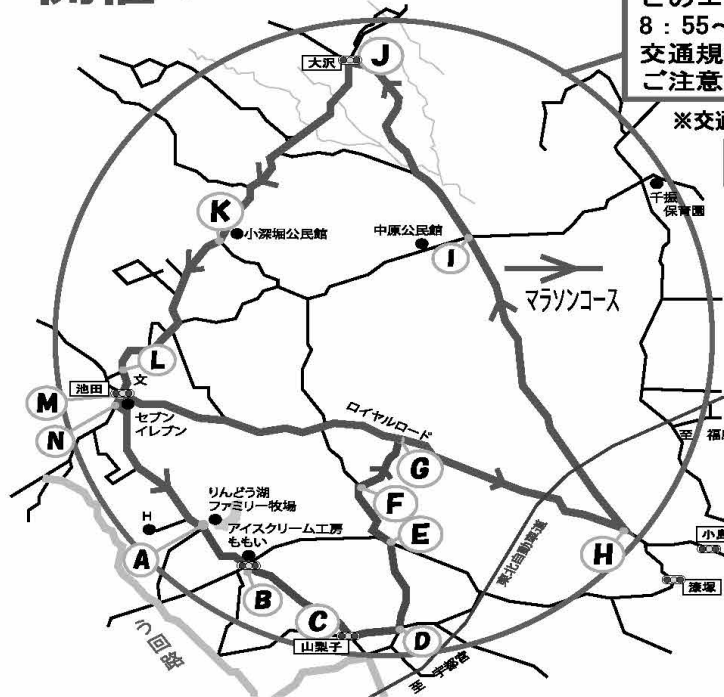 8：55～
交通規
ご注意
※交通
大沢
J
千振
保育園
K
小深堀公民館
中原公民館
I
マラソンコース
L
文
池田
M
N
セブン
イレブン
ロイヤルロード
至 福島
G
F
E
りんどう湖
ファミリー牧場
H
アイスクリーム工房
ももい
A
B
C
D
H
東北自動車道
漆塚
山梨子
う回路
至 宇都宮